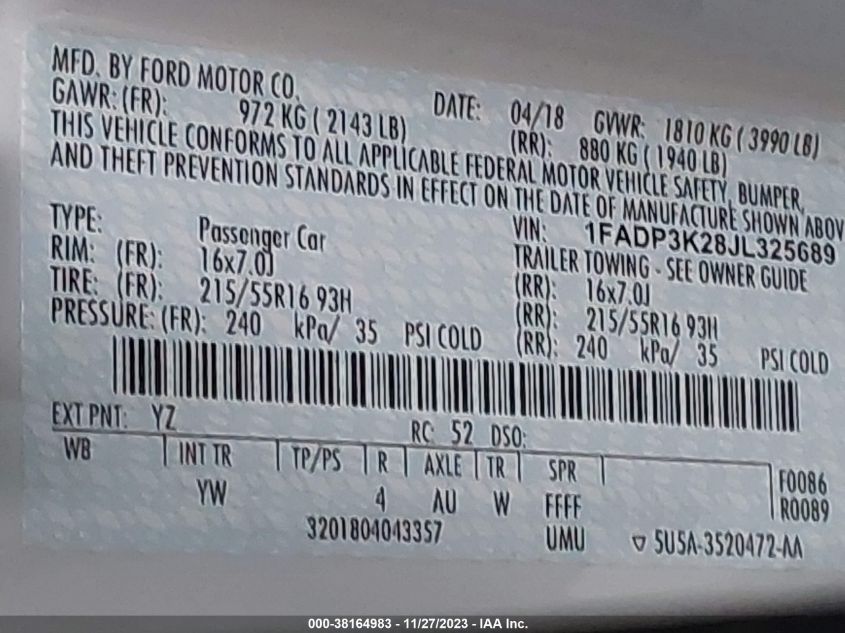 MFD. BY FORD MOTOR CO.
DATE: 04/18 GVWR: 1810 KG ( 3990 LB)
GAWR: (FR): 972 KG ( 2143 LB) (RR): 880 KG ( 1940 LB)
THIS VEHICLE CONFORMS TO ALL APPLICABLE FEDERAL MOTOR VEHICLE SAFETY, BUMPER,
AND THEFT PREVENTION STANDARDS IN EFFECT ON THE DATE OF MANUFACTURE SHOWN ABOV
VIN: 1FADP3K28JL325689
TYPE: Passenger Car TRAILER TOWING - SEE OWNER GUIDE
RIM: (FR): 16x7.0J (RR): 16x7.0J
TIRE: (FR): 215/55R16 93H (RR): 215/55R16 93H
PRESSURE: (FR): 240 kPa/ 35 PSI COLD (RR): 240 kPa/ 35 PSI COLD
EXT PNT: YZ RC: 52 DSO:
WB INT TR TP/PS R AXLE TR SPR F0086
YW 4 AU W FFFF R0089
3201804043357 UMU ▽ 5U5A-3520472-AA
000-38164983 - 11/27/2023 - IAA Inc.